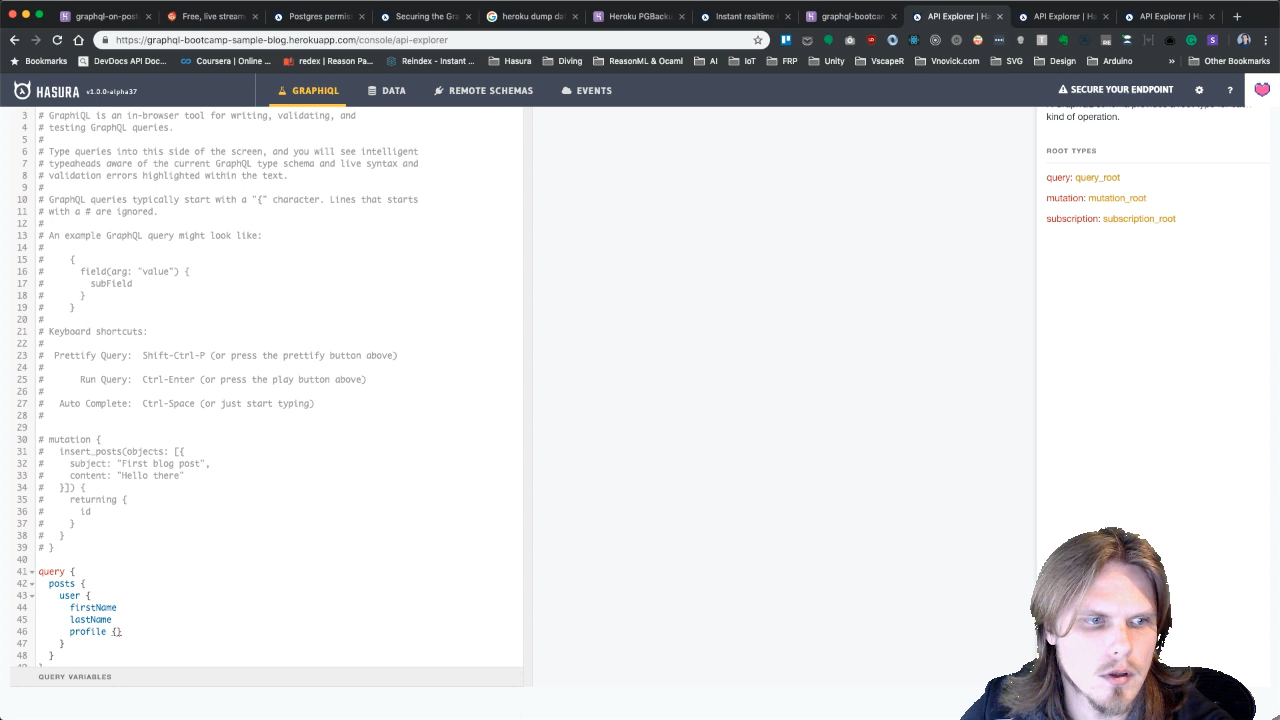 graphql-on-post
Free, live stream
Postgres permis
Securing the Gra
heroku dump da
Heroku PGBacku
Instant realtime
graphql-bootcam
API Explorer | Ha
API Explorer | Ha
API Explorer | Ha
https://graphql-bootcamp-sample-blog.herokuapp.com/console/api-explorer
Bookmarks
DevDocs API Doc...
Coursera | Online ...
redex | Reason Pa...
Reindex - Instant ...
Hasura
Diving
ReasonML & Ocaml
AI
IoT
FRP
Unity
VscapeR
Vnovick.com
SVG
Design
Arduino
»
Other Bookmarks
HASURA v1.0.0-alpha37
GRAPHIQL
DATA
REMOTE SCHEMAS
EVENTS
SECURE YOUR ENDPOINT
?
3 # GraphiQL is an in-browser tool for writing, validating, and
4 # testing GraphQL queries.
5 #
6 # Type queries into this side of the screen, and you will see intelligent
7 # typeaheads aware of the current GraphQL type schema and live syntax and
8 # validation errors highlighted within the text.
9 #
10 # GraphQL queries typically start with a "{" character. Lines that starts
11 # with a # are ignored.
12 #
13 # An example GraphQL query might look like:
14 #
15 #     {
16 #       field(arg: "value") {
17 #         subField
18 #       }
19 #     }
20 #
21 # Keyboard shortcuts:
22 #
23 #  Prettify Query:  Shift-Ctrl-P (or press the prettify button above)
24 #
25 #       Run Query:  Ctrl-Enter (or press the play button above)
26 #
27 #   Auto Complete:  Ctrl-Space (or just start typing)
28 #
29
30 # mutation {
31 #   insert_posts(objects: [{
32 #     subject: "First blog post",
33 #     content: "Hello there"
34 #   }]) {
35 #     returning {
36 #       id
37 #     }
38 #   }
39 # }
40
41 query {
42   posts {
43     user {
44       firstName
45       lastName
46       profile {}
47     }
48   }
QUERY VARIABLES
kind of operation.
ROOT TYPES
query: query_root
mutation: mutation_root
subscription: subscription_root